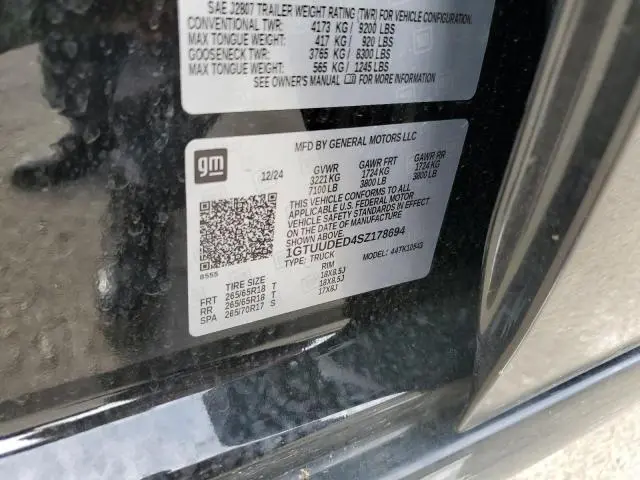 SAE J2807 TRAILER WEIGHT RATING (TWR) FOR VEHICLE CONFIGURATION.
CONVENTIONAL TWR: 4173 KG / 9200 LBS
MAX TONGUE WEIGHT: 417 KG / 920 LBS
GOOSENECK TWR: 3765 KG / 8300 LBS
MAX TONGUE WEIGHT: 565 KG / 1245 LBS
SEE OWNER'S MANUAL FOR MORE INFORMATION.
MFD BY GENERAL MOTORS LLC
gm
12/24
GVWR GAWR FRT GAWR RR
3221 KG 1724 KG 1724 KG
7100 LB 3800 LB 3800 LB
THIS VEHICLE CONFORMS TO ALL
APPLICABLE U.S. FEDERAL MOTOR
VEHICLE SAFETY STANDARDS IN
EFFECT ON THE DATE OF MANUFACTURE
SHOWN ABOVE.
1GTUUDED4SZ178694
TYPE: TRUCK MODEL: 44TK10543
8555
TIRE SIZE RIM
FRT 265/65R18 T 18X8.5J
RR 265/65R18 T 18X8.5J
SPA 265/70R17 S 17X8J